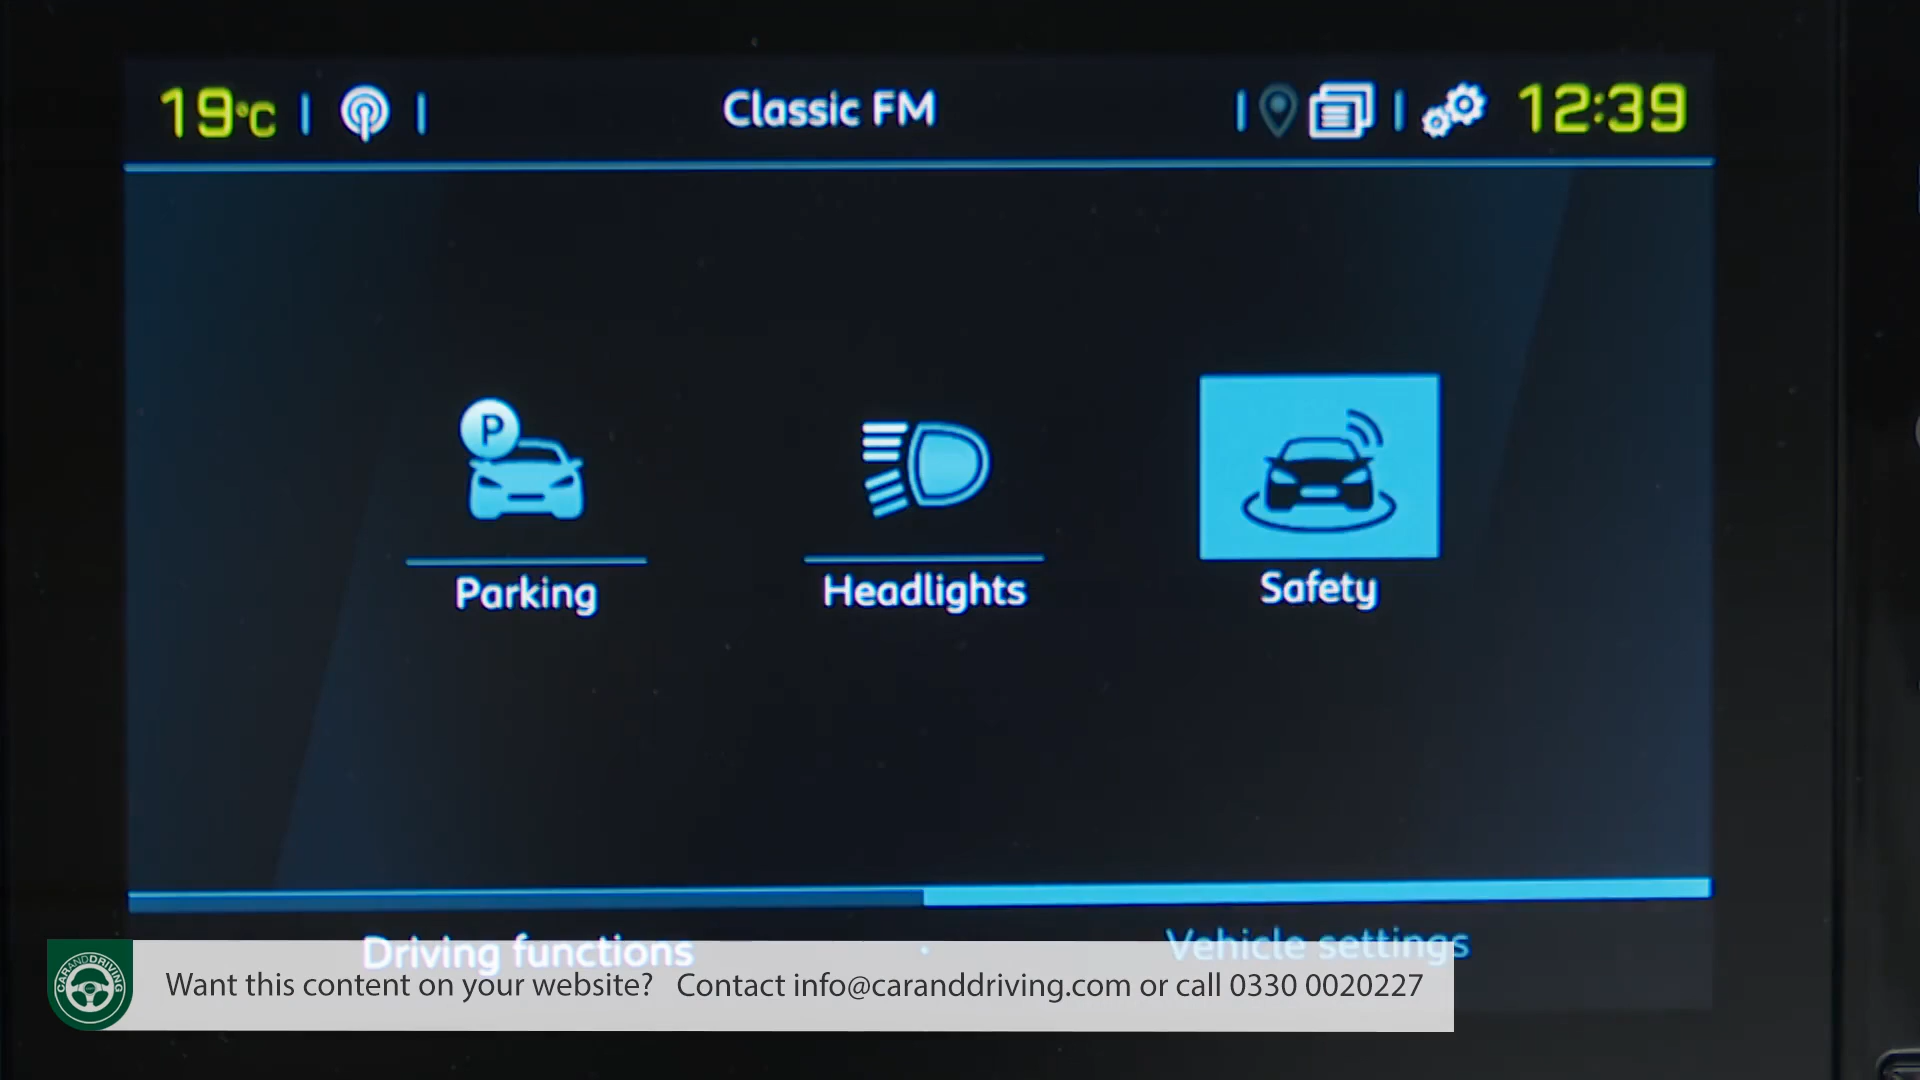 19°C
Classic FM
12:39
P
Parking
Headlights
Safety
Driving functions
Vehicle settings
CARANDDRIVING
Want this content on your website? Contact info@caranddriving.com or call 0330 0020227